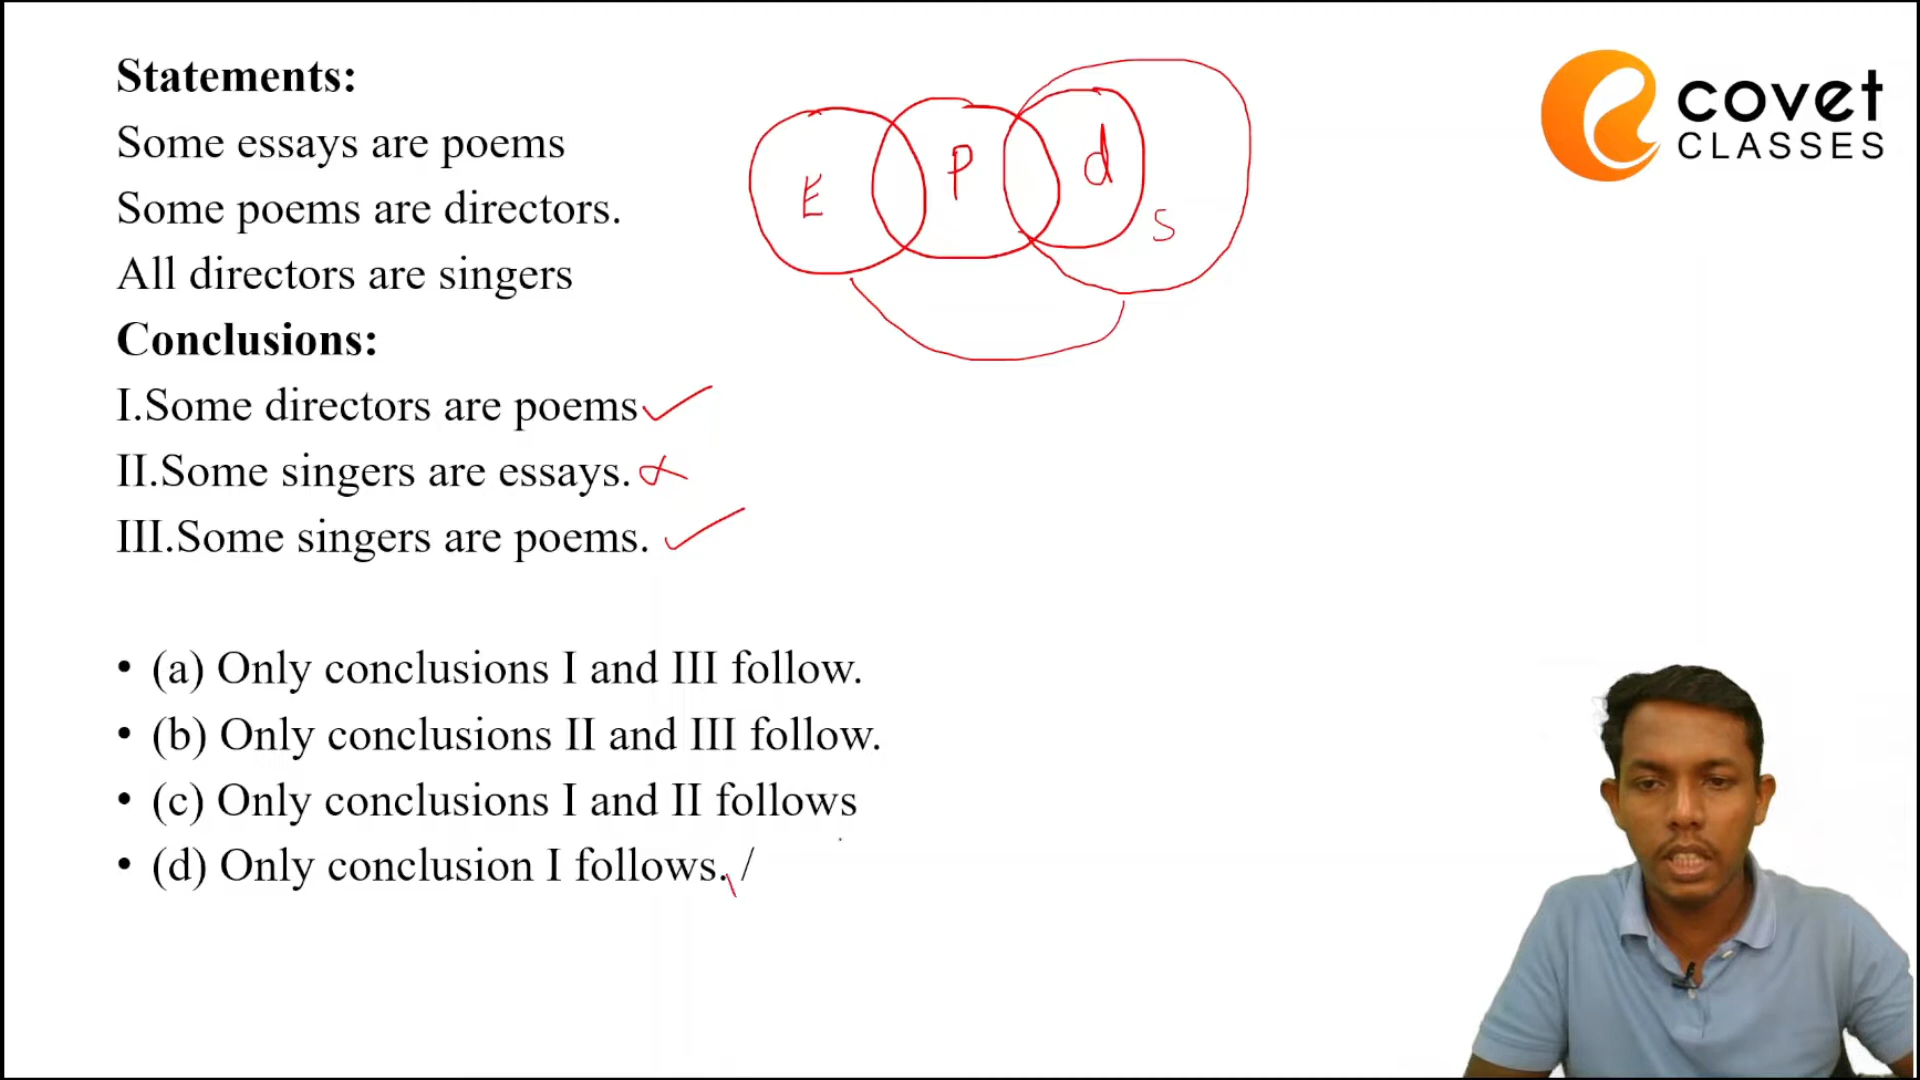 Statements:
Some essays are poems
Some poems are directors.
All directors are singers
Conclusions:
I.Some directors are poems
II.Some singers are essays.
III.Some singers are poems.
• (a) Only conclusions I and III follow.
• (b) Only conclusions II and III follow.
• (c) Only conclusions I and II follows
• (d) Only conclusion I follows.
E P d
S
covet
CLASSES